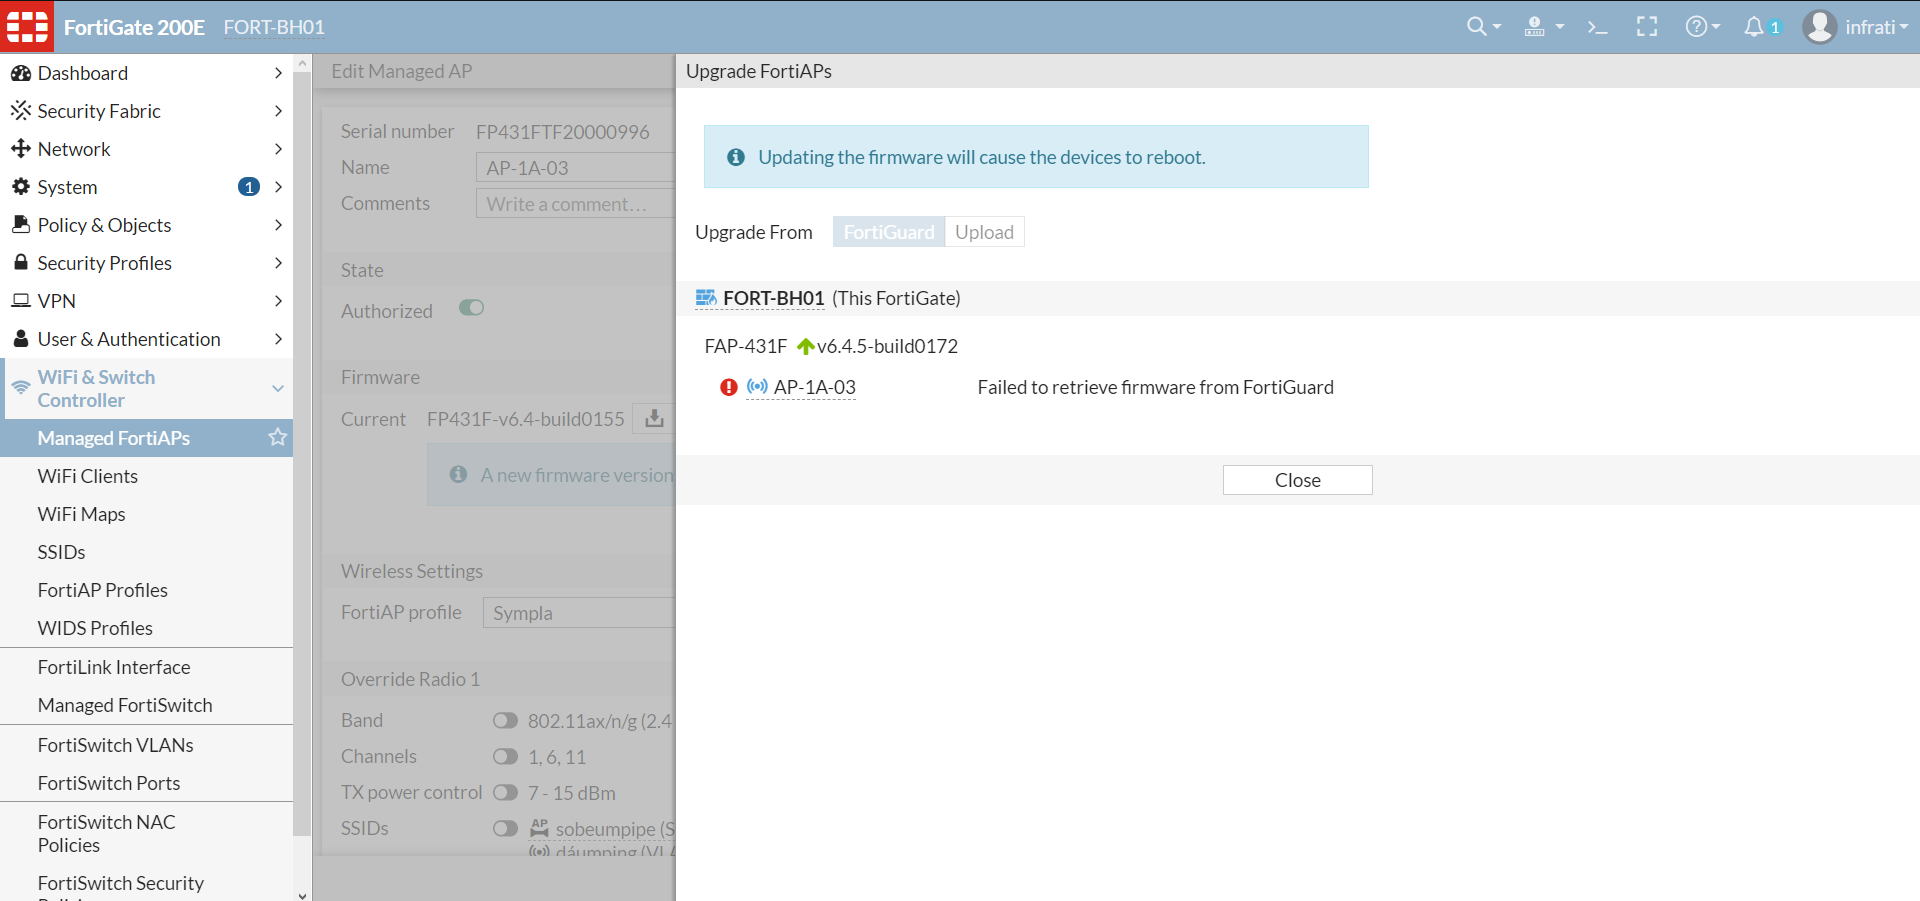 FortiGate 200E FORT-BH01
1 infrati
Dashboard
Security Fabric
Network
System 1
Policy & Objects
Security Profiles
VPN
User & Authentication
WiFi & Switch
Controller
Managed FortiAPs
WiFi Clients
WiFi Maps
SSIDs
FortiAP Profiles
WIDS Profiles
FortiLink Interface
Managed FortiSwitch
FortiSwitch VLANs
FortiSwitch Ports
FortiSwitch NAC
Policies
FortiSwitch Security
Edit Managed AP
Serial number FP431FTF20000996
Name AP-1A-03
Comments Write a comment...
State
Authorized
Firmware
Current FP431F-v6.4-build0155
A new firmware version
Wireless Settings
FortiAP profile Sympla
Override Radio 1
Band 802.11ax/n/g (2.4
Channels 1, 6, 11
TX power control 7 - 15 dBm
SSIDs AP sobeumpipe (S
dáumping (VLA
Upgrade FortiAPs
Updating the firmware will cause the devices to reboot.
Upgrade From FortiGuard Upload
FORT-BH01 (This FortiGate)
FAP-431F v6.4.5-build0172
AP-1A-03 Failed to retrieve firmware from FortiGuard
Close